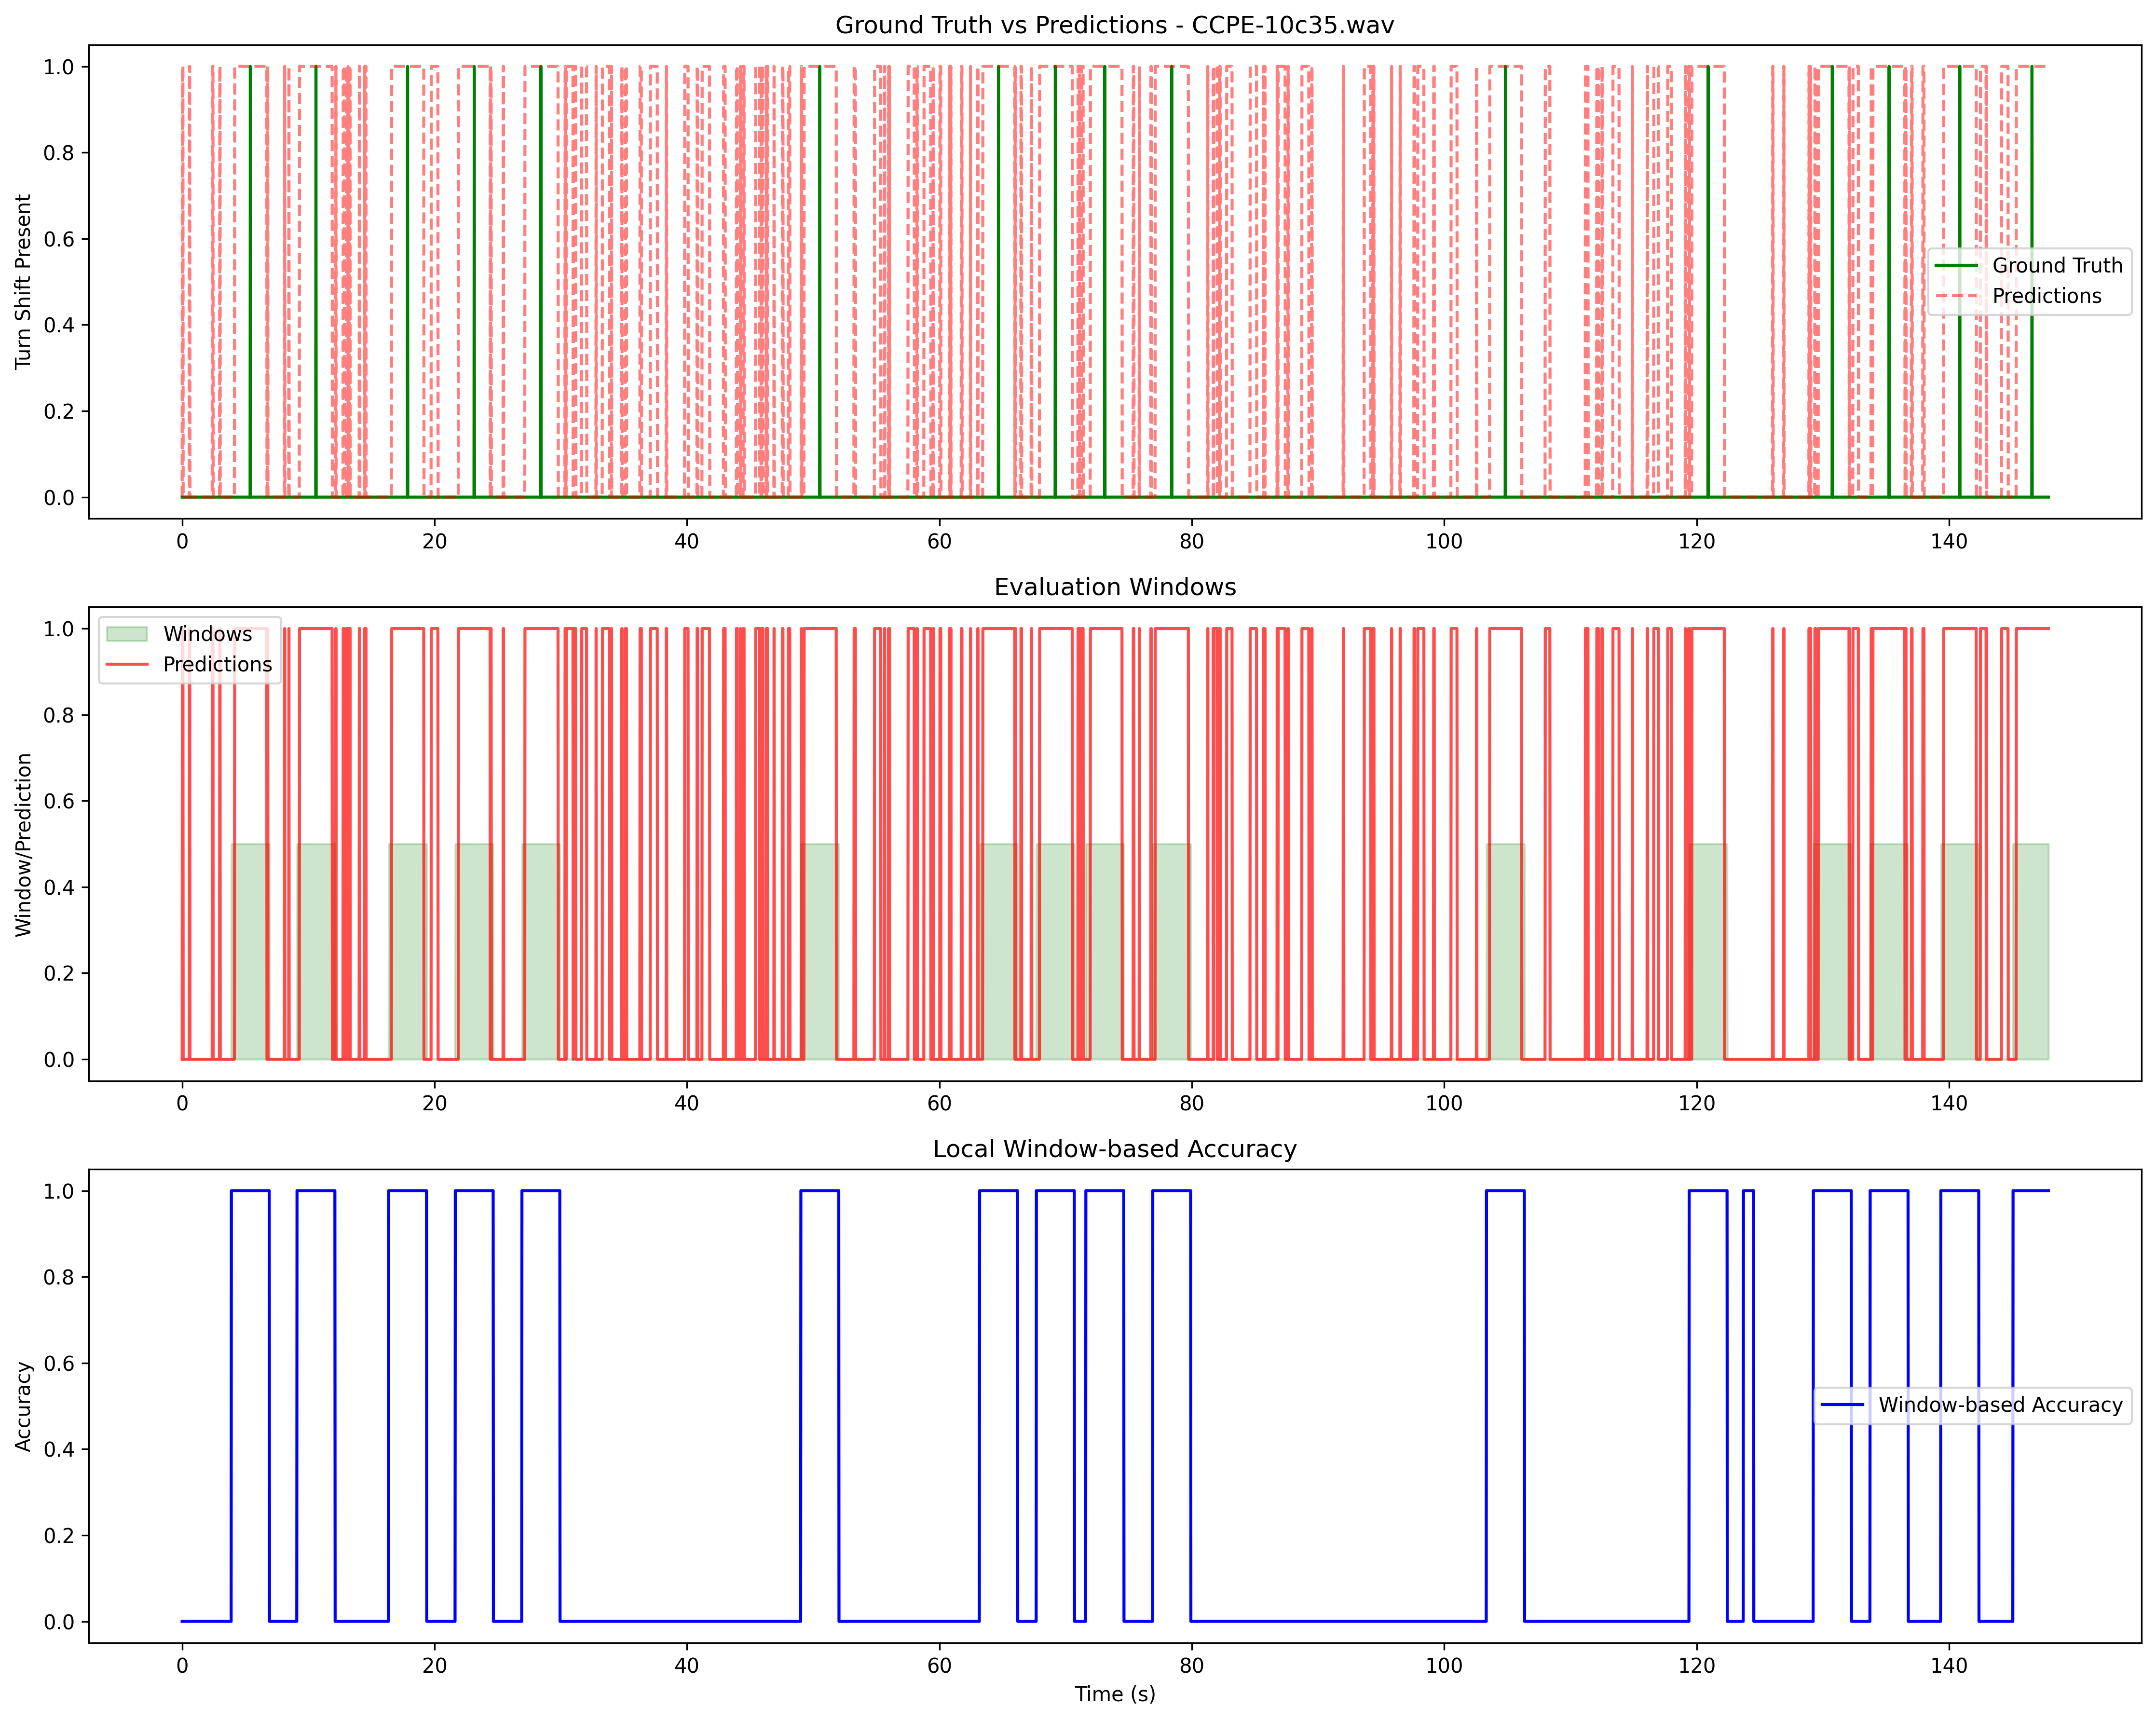 Ground Truth vs Predictions - CCPE-10c35.wav
1.0
0.8
0.6
0.4
0.2
0.0
Turn Shift Present
Ground Truth
Predictions
0 20 40 60 80 100 120 140
Evaluation Windows
1.0
0.8
0.6
0.4
0.2
0.0
Window/Prediction
Windows
Predictions
0 20 40 60 80 100 120 140
Local Window-based Accuracy
1.0
0.8
0.6
0.4
0.2
0.0
Accuracy
Window-based Accuracy
0 20 40 60 80 100 120 140
Time (s)